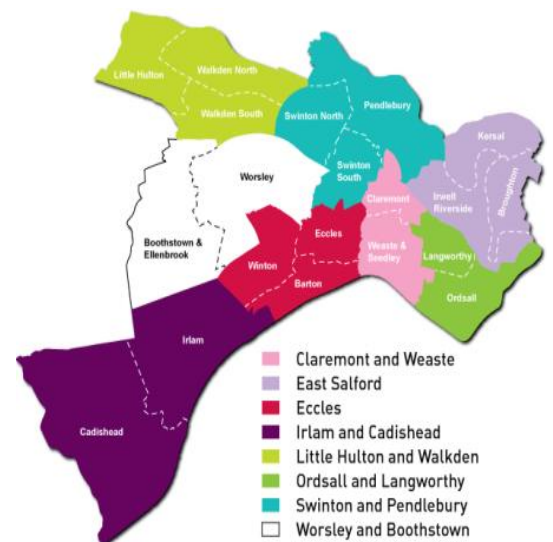 Little Hulton
Walkden North
Walkden South
Swinton North
Pendlebury
Kersal
Swinton
South
Worsley
Claremont
Irwell
Riverside
Broughton
Boothstown &
Ellenbrook
Eccles
Weaste &
Seedley
Langworthy
Winton
Barton
Ordsall
Irlam
Cadishead
Claremont and Weaste
East Salford
Eccles
Irlam and Cadishead
Little Hulton and Walkden
Ordsall and Langworthy
Swinton and Pendlebury
Worsley and Boothstown